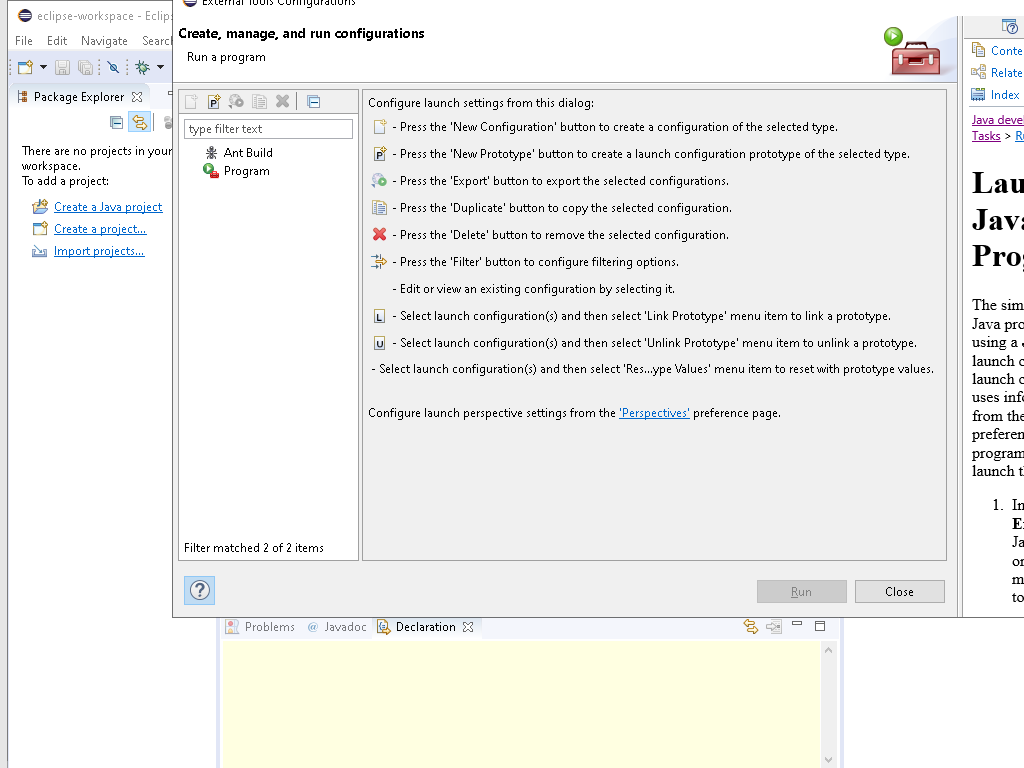 eclipse-workspace - Eclips
File Edit Navigate Search
Package Explorer
There are no projects in your
workspace.
To add a project:
Create a Java project
Create a project...
Import projects...
External Tools Configurations
Create, manage, and run configurations
Run a program
type filter text
Ant Build
Program
Filter matched 2 of 2 items
Configure launch settings from this dialog:
- Press the 'New Configuration' button to create a configuration of the selected type.
- Press the 'New Prototype' button to create a launch configuration prototype of the selected type.
- Press the 'Export' button to export the selected configurations.
- Press the 'Duplicate' button to copy the selected configuration.
- Press the 'Delete' button to remove the selected configuration.
- Press the 'Filter' button to configure filtering options.
- Edit or view an existing configuration by selecting it.
L - Select launch configuration(s) and then select 'Link Prototype' menu item to link a prototype.
U - Select launch configuration(s) and then select 'Unlink Prototype' menu item to unlink a prototype.
- Select launch configuration(s) and then select 'Res...ype Values' menu item to reset with prototype values.
Configure launch perspective settings from the 'Perspectives' preference page.
Run Close
Problems @ Javadoc Declaration
Conte
Relate
Index
Java deve
Tasks > Ru
Lau
Java
Prog
The sim
Java pro
using a J
launch c
launch c
uses info
from the
preferen
program
launch t
1. In
E
Ja
or
m
to